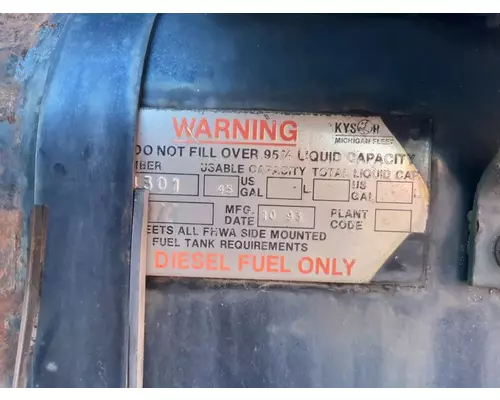 WARNING
KYSOR
MICHIGAN FLEET
DO NOT FILL OVER 95% LIQUID CAPACITY
MBER USABLE CAPACITY TOTAL LIQUID CAP
301 95 US GAL L US GAL
MFG. DATE 10 93 PLANT CODE
EETS ALL FHWA SIDE MOUNTED
FUEL TANK REQUIREMENTS
DIESEL FUEL ONLY